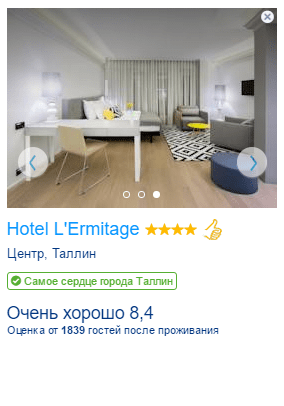 Hotel L'Ermitage
Центр, Таллин
Самое сердце города Таллин
Очень хорошо 8,4
Оценка от 1839 гостей после проживания